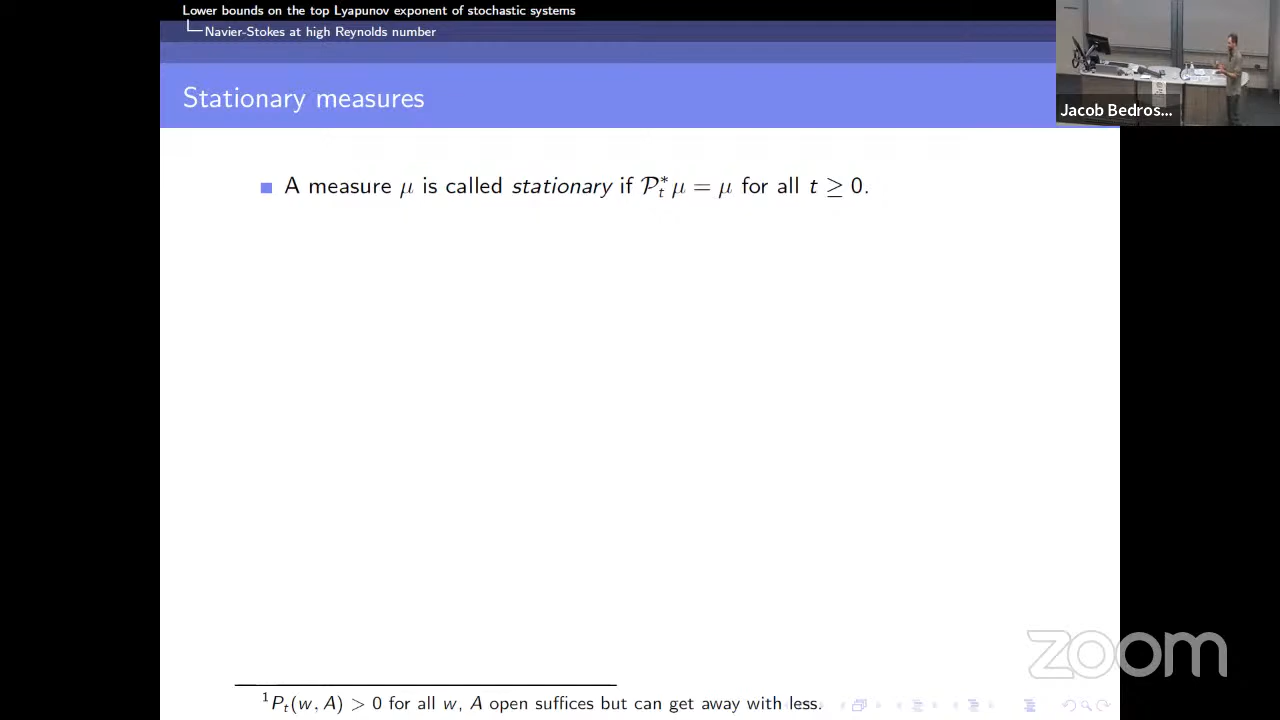 Lower bounds on the top Lyapunov exponent of stochastic systems
Navier-Stokes at high Reynolds number
Jacob Bedros...
Stationary measures
A measure μ is called stationary if 𝒫ₜ*μ = μ for all t ≥ 0.
zoom
¹Pₜ(w, A) > 0 for all w, A open suffices but can get away with less.